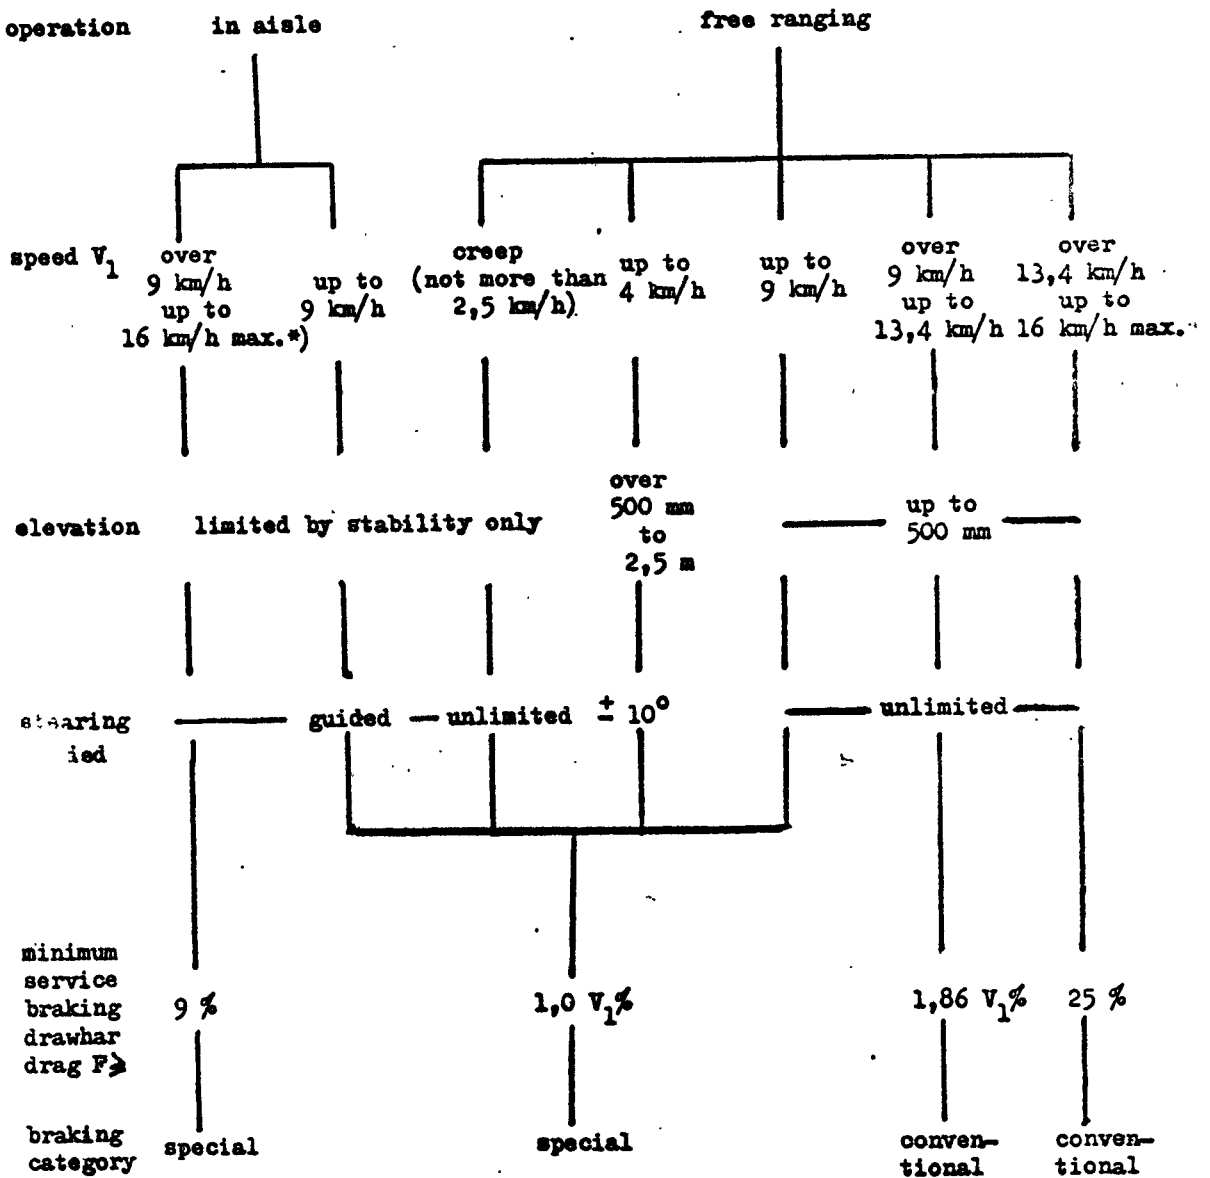 operation in aisle free ranging
speed V₁
over
9 km/h
up to
16 km/h max.*)
up to
9 km/h
creep
(not more than
2,5 km/h)
up to
4 km/h
up to
9 km/h
over
9 km/h
up to
13,4 km/h
over
13,4 km/h
up to
16 km/h max.
elevation limited by stability only
over
500 mm
to
2,5 m
up to
500 mm
guided unlimited ± 10° unlimited
minimum
service
braking
drawhar
drag F⩾
9 % 1,0 V₁% 1,86 V₁% 25 %
braking
category
special
special
conven-
tional
conven-
tional